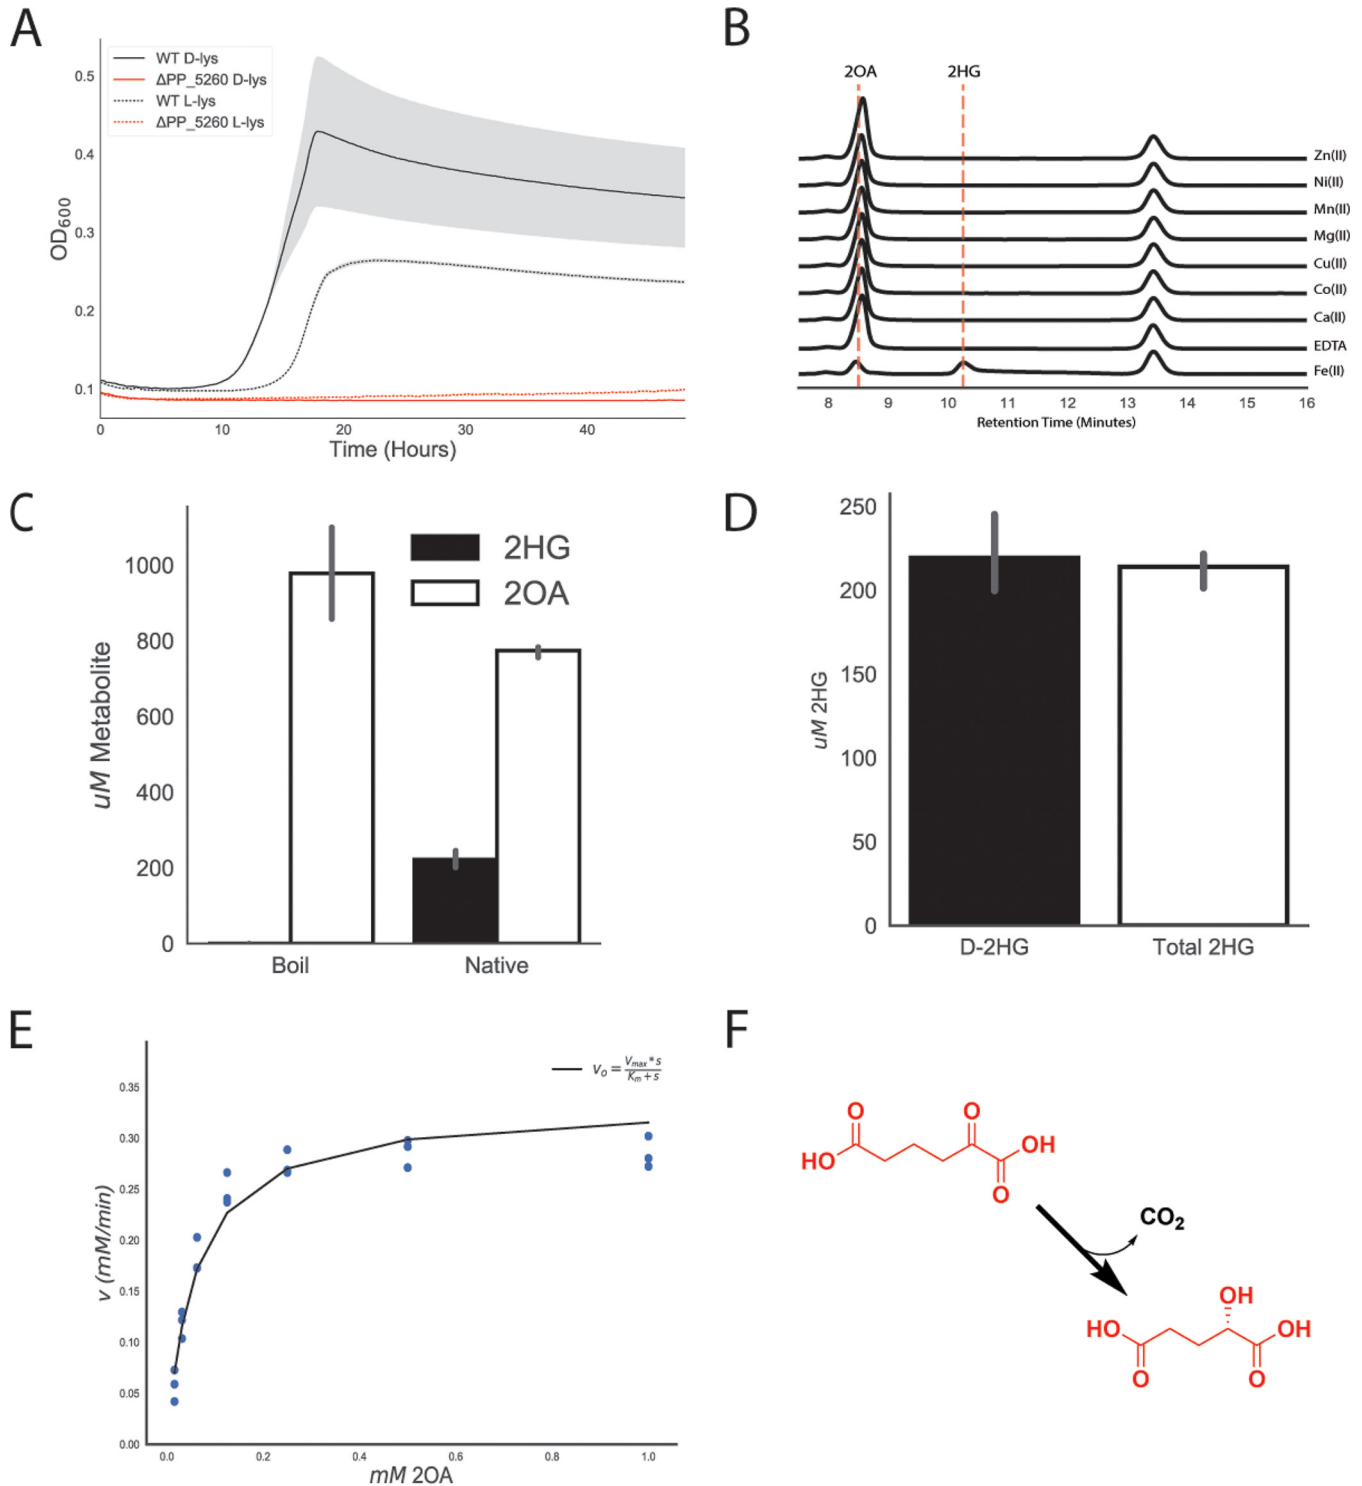 A
WT D-lys
ΔPP_5260 D-lys
WT L-lys
ΔPP_5260 L-lys
0.5
0.4
0.3
0.2
0.1
OD600
0 10 20 30 40
Time (Hours)
B
2OA 2HG
Zn(II)
Ni(II)
Mn(II)
Mg(II)
Cu(II)
Co(II)
Ca(II)
EDTA
Fe(II)
8 9 10 11 12 13 14 15 16
Retention Time (Minutes)
C
2HG
2OA
1000
800
600
400
200
0
uM Metabolite
Boil Native
D
250
200
150
100
50
0
uM 2HG
D-2HG Total 2HG
E
v₀ = Vmax * s / Km + s
0.35
0.30
0.25
0.20
0.15
0.10
0.05
0.00
v (mM/min)
0.0 0.2 0.4 0.6 0.8 1.0
mM 2OA
F
O O
HO OH
O
CO₂
OH
HO OH
O O